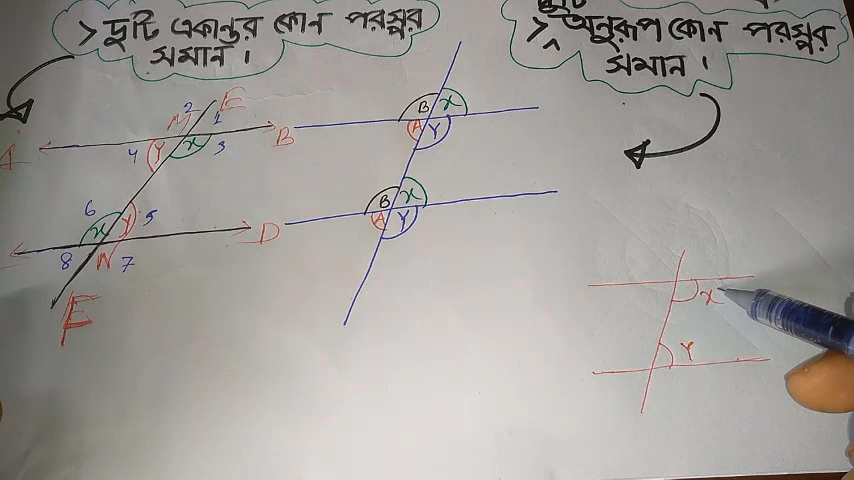 > দুটি একান্তর কোন পরস্পর
সমান ।
দুটি
> অনুরূপ কোন পরস্পর
সমান ।
2 E
M 1
A B
4 Y x 3
6 5
x Y
D
8 N 7
F
B x
A Y
B x
A Y
x
Y